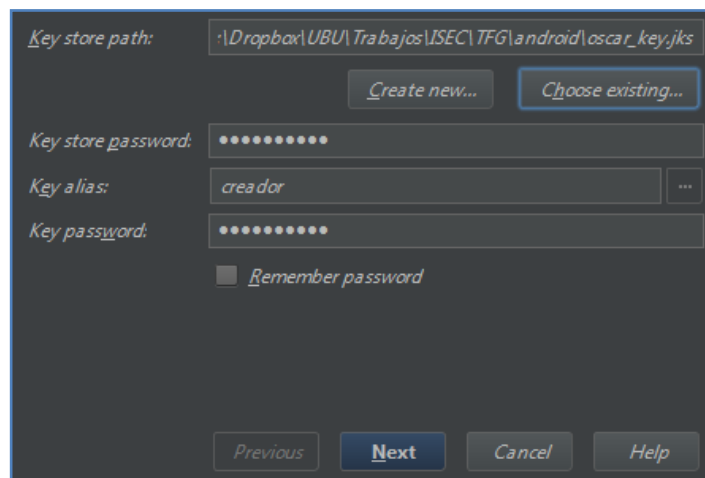 Key store path: :\Dropbox\UBU\Trabajos\ISEC\TFG\android\oscar_key.jks
Create new... Choose existing...
Key store password: ••••••••••
Key alias: creador ...
Key password: ••••••••••
Remember password
Previous Next Cancel Help